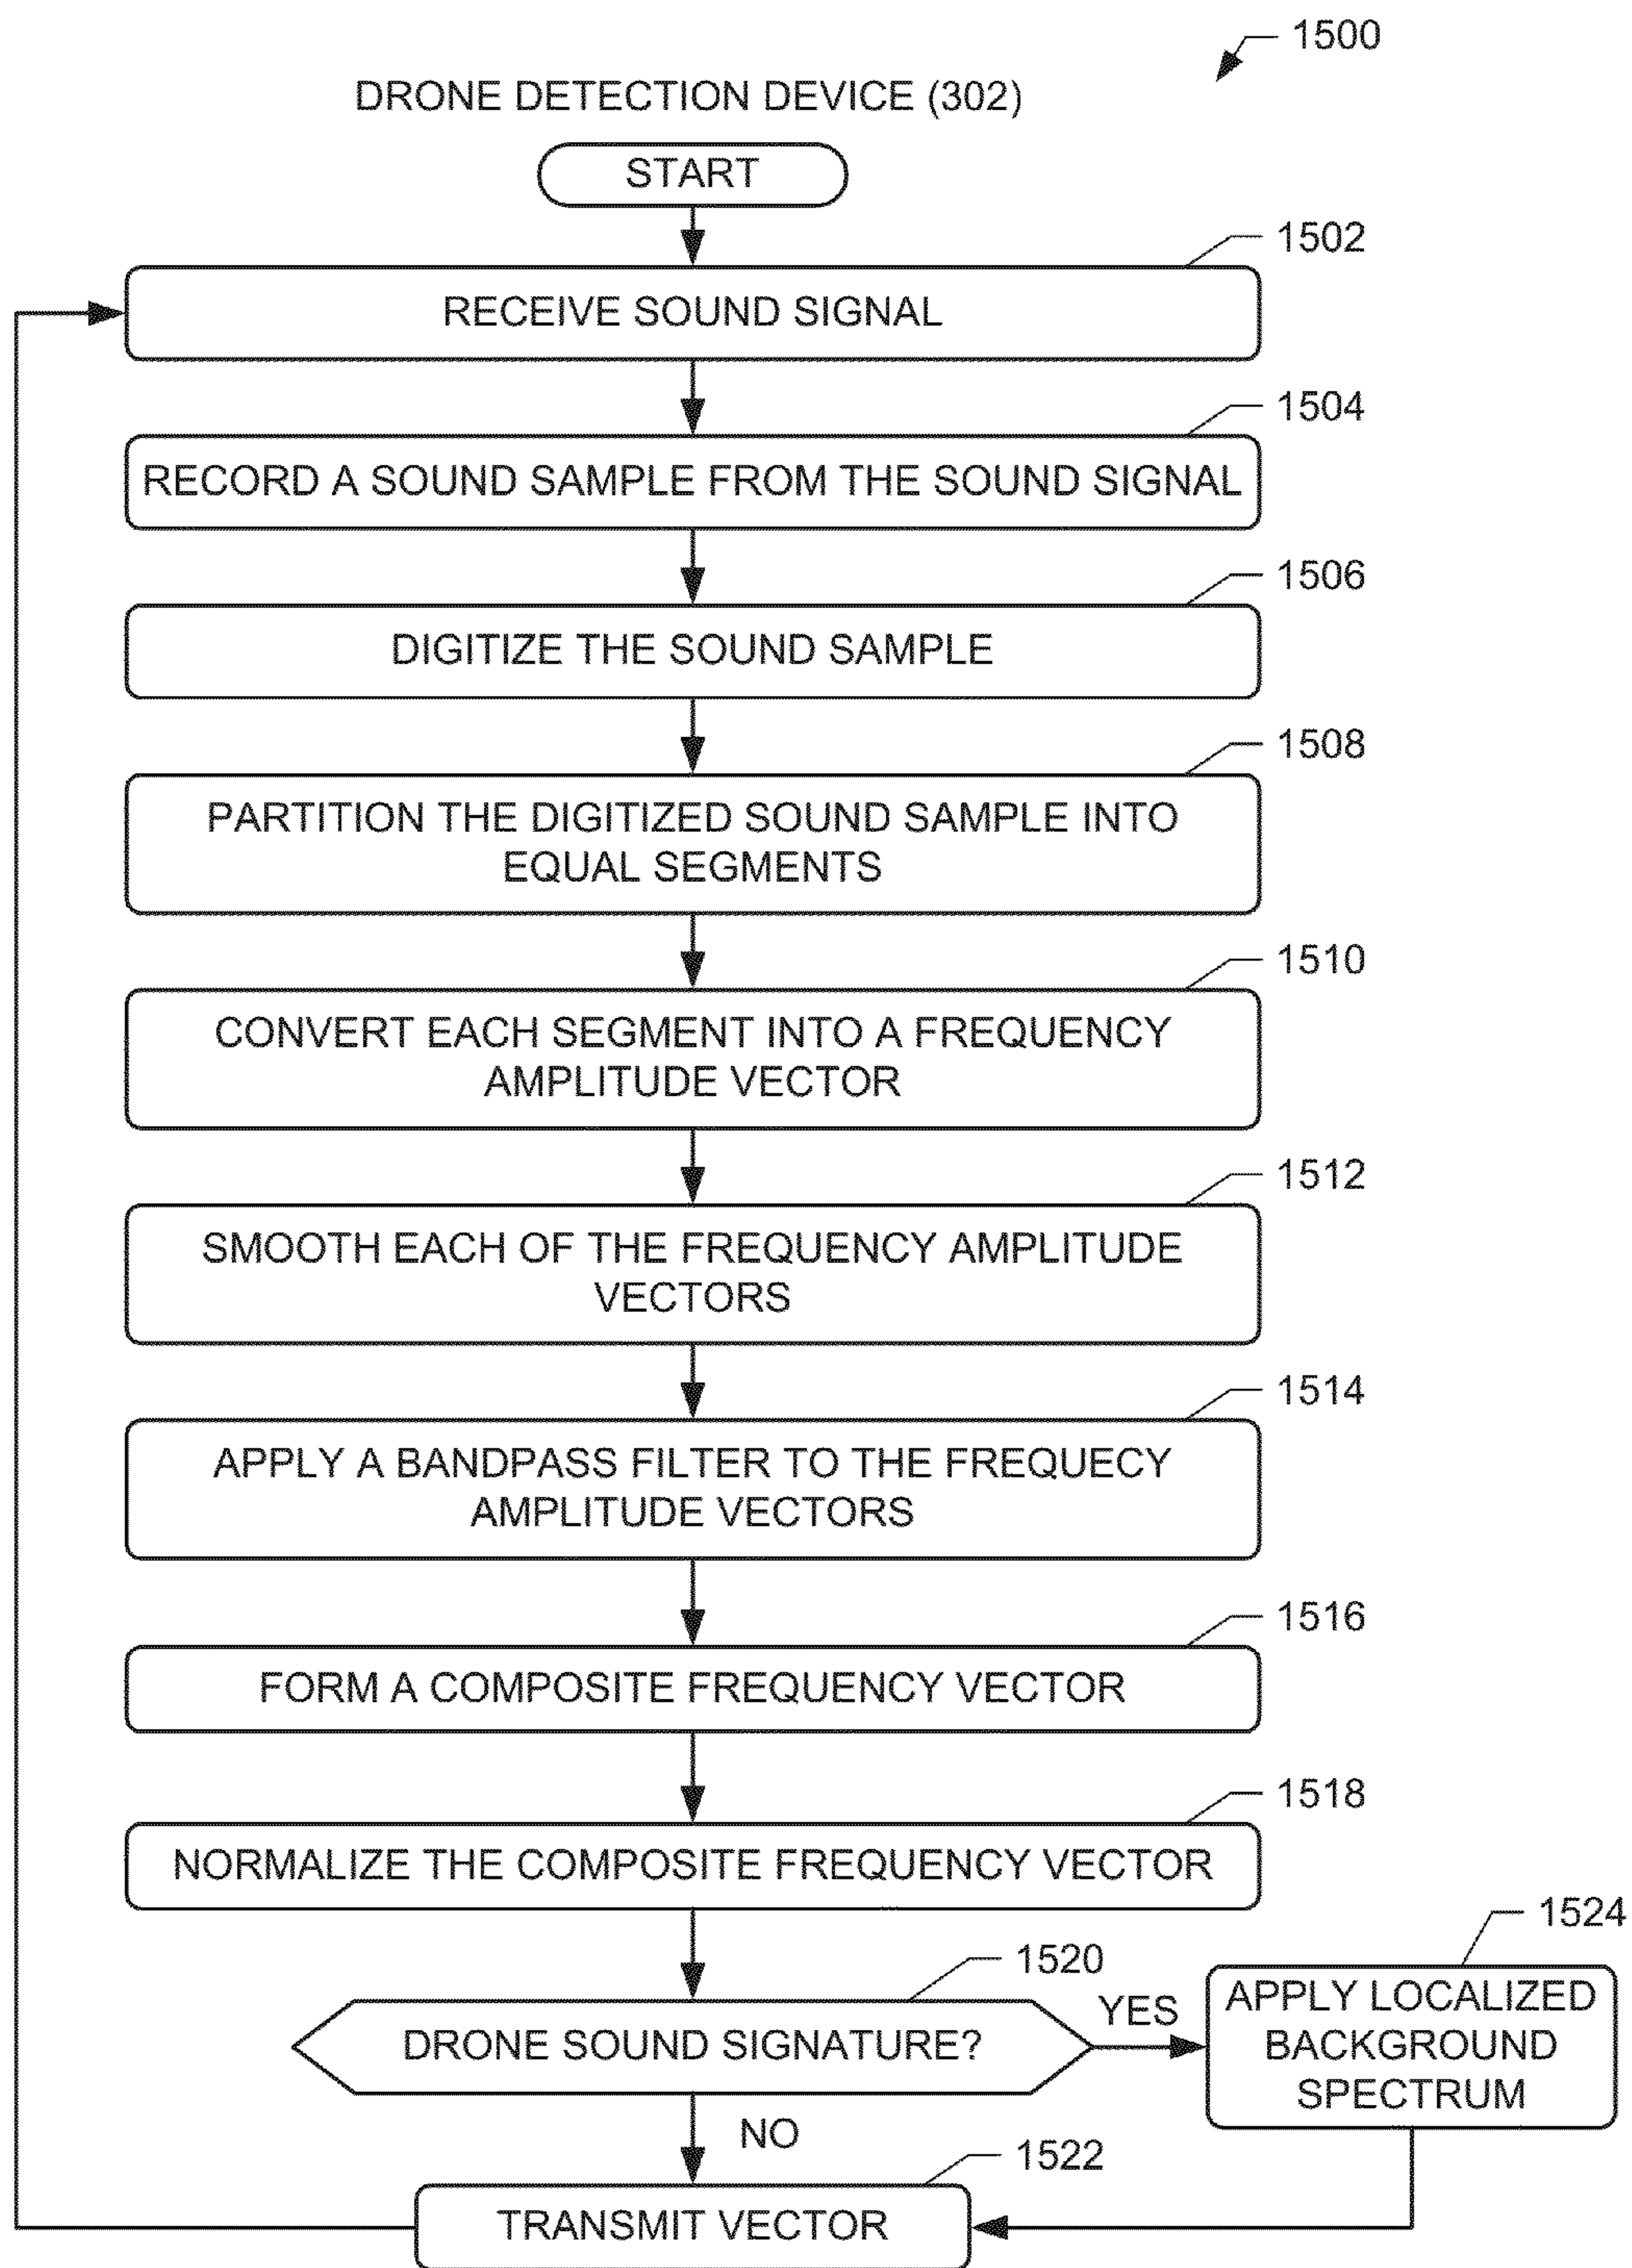 1500
DRONE DETECTION DEVICE (302)
START
1502
RECEIVE SOUND SIGNAL
1504
RECORD A SOUND SAMPLE FROM THE SOUND SIGNAL
1506
DIGITIZE THE SOUND SAMPLE
1508
PARTITION THE DIGITIZED SOUND SAMPLE INTO
EQUAL SEGMENTS
1510
CONVERT EACH SEGMENT INTO A FREQUENCY
AMPLITUDE VECTOR
1512
SMOOTH EACH OF THE FREQUENCY AMPLITUDE
VECTORS
1514
APPLY A BANDPASS FILTER TO THE FREQUECY
AMPLITUDE VECTORS
1516
FORM A COMPOSITE FREQUENCY VECTOR
1518
NORMALIZE THE COMPOSITE FREQUENCY VECTOR
1520
DRONE SOUND SIGNATURE?
YES
1524
APPLY LOCALIZED
BACKGROUND
SPECTRUM
NO
1522
TRANSMIT VECTOR